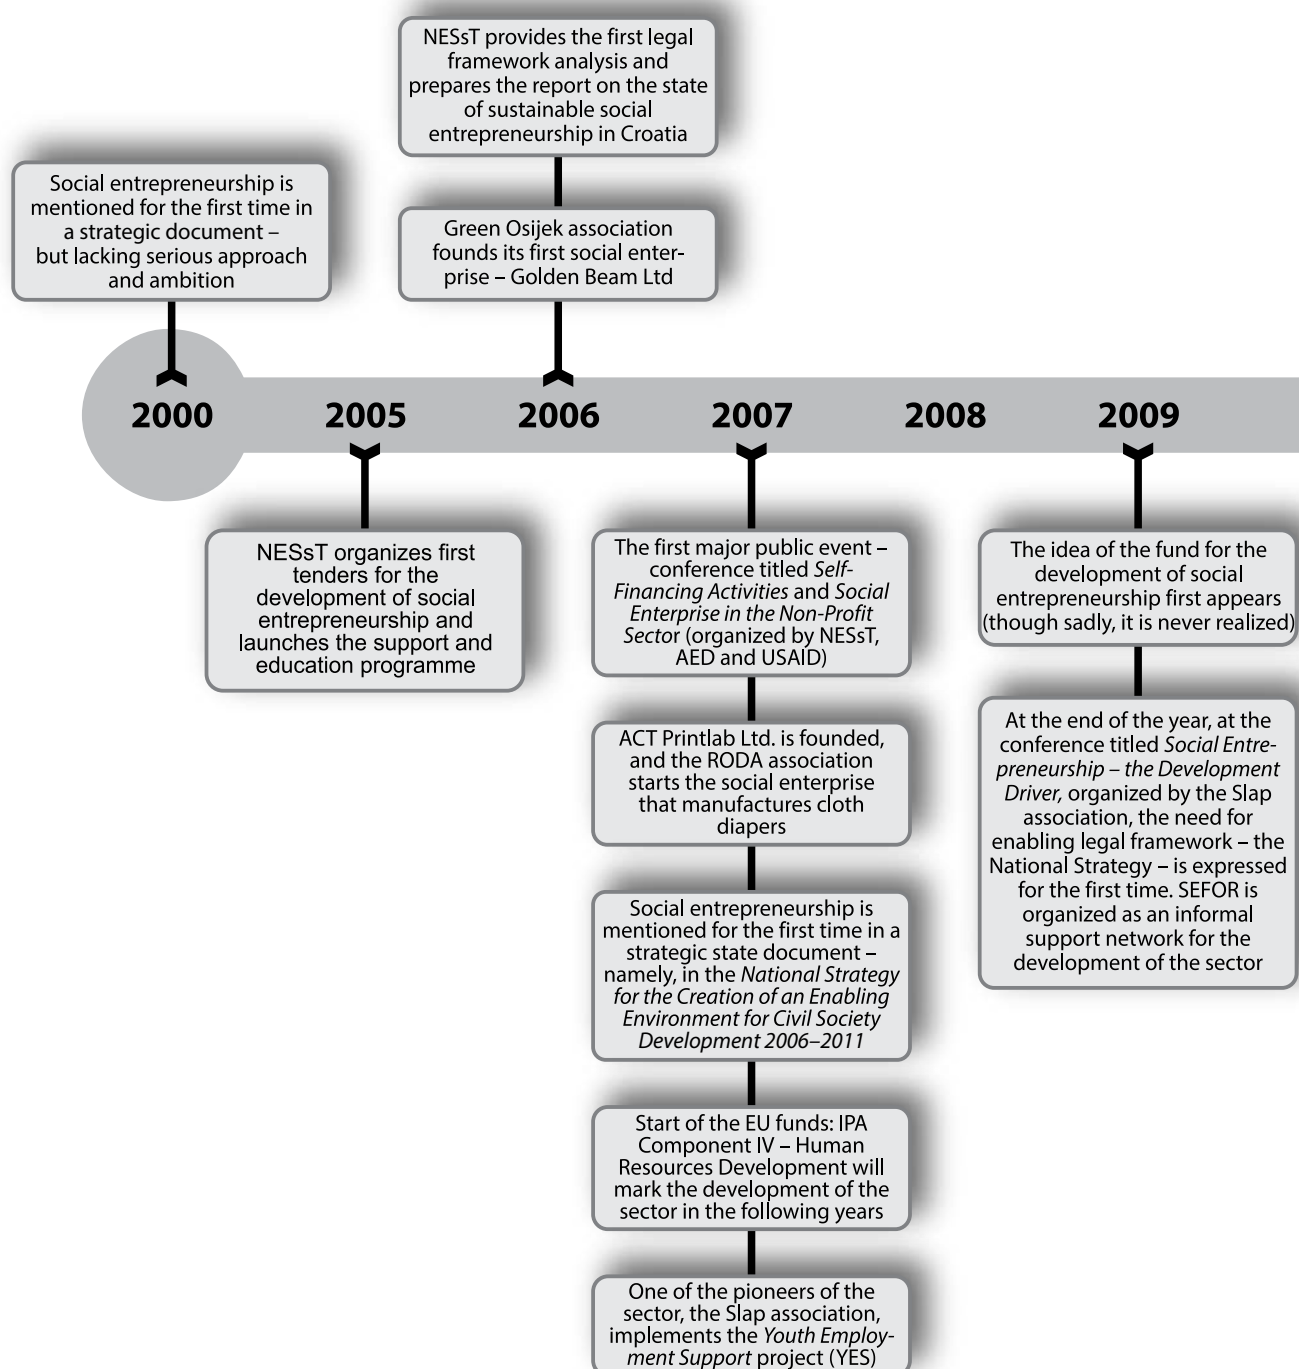 NESsT provides the first legal
framework analysis and
prepares the report on the state
of sustainable social
entrepreneurship in Croatia
Social entrepreneurship is
mentioned for the first time in
a strategic document –
but lacking serious approach
and ambition
Green Osijek association
founds its first social enter-
prise – Golden Beam Ltd
2000 2005 2006 2007 2008 2009
NESsT organizes first
tenders for the
development of social
entrepreneurship and
launches the support and
education programme
The first major public event –
conference titled Self-
Financing Activities and Social
Enterprise in the Non-Profit
Sector (organized by NESsT,
AED and USAID)
ACT Printlab Ltd. is founded,
and the RODA association
starts the social enterprise
that manufactures cloth
diapers
Social entrepreneurship is
mentioned for the first time in a
strategic state document –
namely, in the National Strategy
for the Creation of an Enabling
Environment for Civil Society
Development 2006–2011
Start of the EU funds: IPA
Component IV – Human
Resources Development will
mark the development of the
sector in the following years
One of the pioneers of the
sector, the Slap association,
implements the Youth Employ-
ment Support project (YES)
The idea of the fund for the
development of social
entrepreneurship first appears
(though sadly, it is never realized)
At the end of the year, at the
conference titled Social Entre-
preneurship – the Development
Driver, organized by the Slap
association, the need for
enabling legal framework – the
National Strategy – is expressed
for the first time. SEFOR is
organized as an informal
support network for the
development of the sector